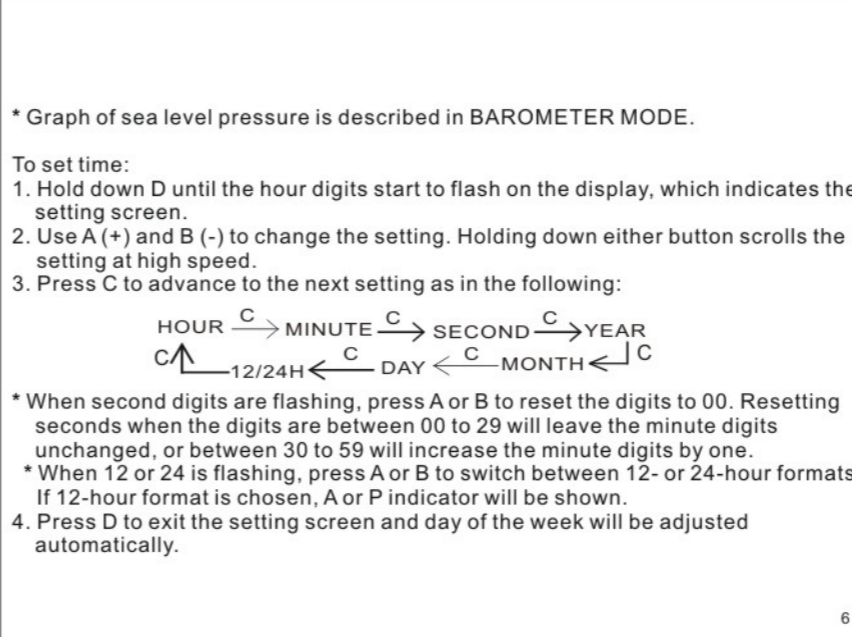 * Graph of sea level pressure is described in BAROMETER MODE.
To set time:
1. Hold down D until the hour digits start to flash on the display, which indicates the
setting screen.
2. Use A (+) and B (-) to change the setting. Holding down either button scrolls the
setting at high speed.
3. Press C to advance to the next setting as in the following:
HOUR C MINUTE C SECOND C YEAR
C 12/24H C DAY C MONTH C
* When second digits are flashing, press A or B to reset the digits to 00. Resetting
seconds when the digits are between 00 to 29 will leave the minute digits
unchanged, or between 30 to 59 will increase the minute digits by one.
* When 12 or 24 is flashing, press A or B to switch between 12- or 24-hour formats
If 12-hour format is chosen, A or P indicator will be shown.
4. Press D to exit the setting screen and day of the week will be adjusted
automatically.
6